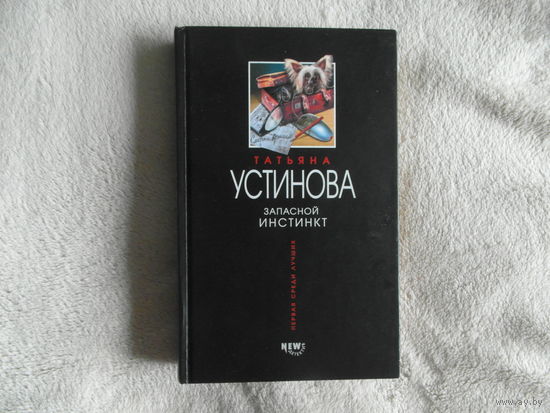 ТАТЬЯНА
УСТИНОВА
ЗАПАСНОЙ
ИНСТИНКТ
ПЕРВАЯ СРЕДИ ЛУЧШИХ
NEW
www.ay.by